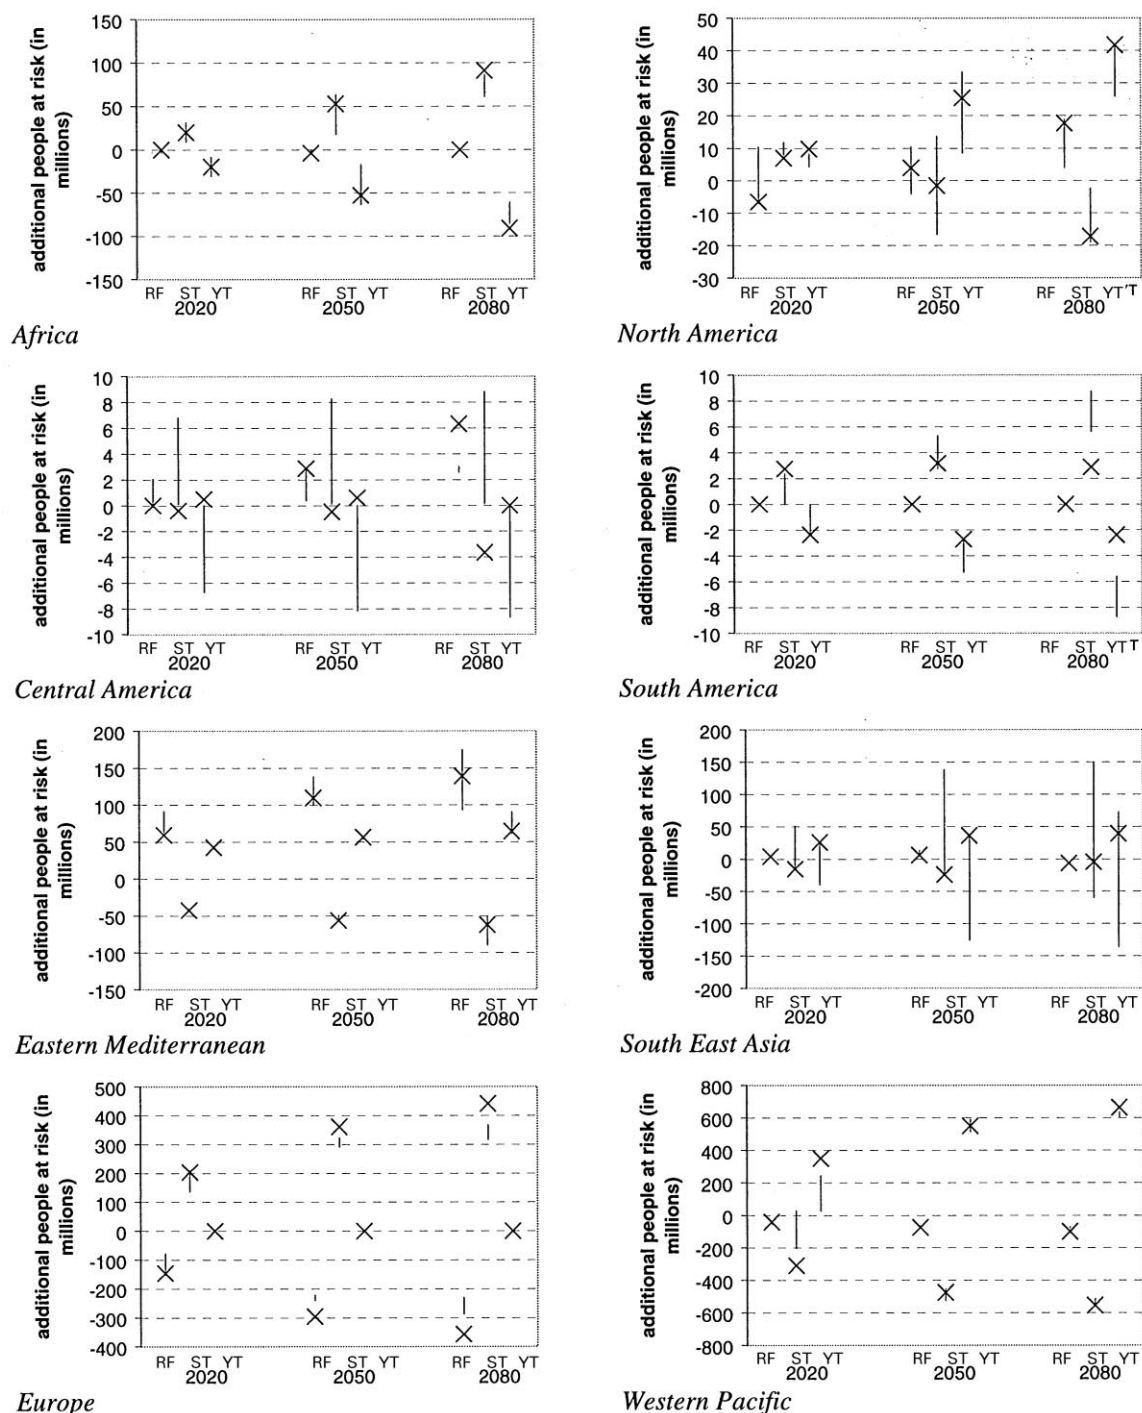 additional people at risk (in
millions)
150
100
50
0
-50
-100
-150
RF ST YT RF ST YT RF ST YT
2020 2050 2080
Africa
additional people at risk (in
millions)
50
40
30
20
10
0
-10
-20
-30
RF ST YT RF ST YT RF ST YT'T
2020 2050 2080
North America
additional people at risk (in
millions)
10
8
6
4
2
0
-2
-4
-6
-8
-10
RF ST YT RF ST YT RF ST YT
2020 2050 2080
Central America
additional people at risk (in
millions)
10
8
6
4
2
0
-2
-4
-6
-8
-10
RF ST YT RF ST YT RF ST YT T
2020 2050 2080
South America
additional people at risk (in
millions)
200
150
100
50
0
-50
-100
-150
RF ST YT RF ST YT RF ST YT
2020 2050 2080
Eastern Mediterranean
additional people at risk (in
millions)
200
150
100
50
0
-50
-100
-150
-200
RF ST YT RF ST YT RF ST YT
2020 2050 2080
South East Asia
additional people at risk (in
millions)
500
400
300
200
100
0
-100
-200
-300
-400
RF ST YT RF ST YT RF ST YT
2020 2050 2080
Europe
additional people at risk (in
millions)
800
600
400
200
0
-200
-400
-600
-800
RF ST YT RF ST YT RF ST YT
2020 2050 2080
Western Pacific